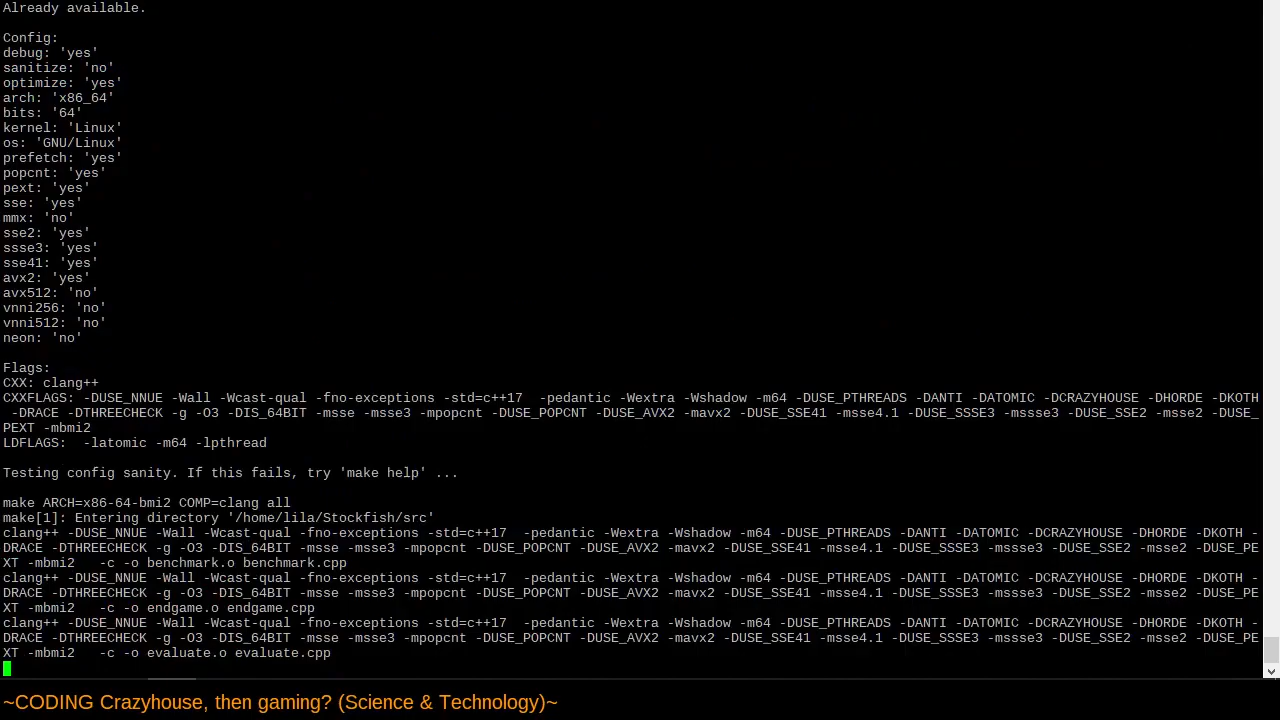 Already available.
Config:
debug: 'yes'
sanitize: 'no'
optimize: 'yes'
arch: 'x86_64'
bits: '64'
kernel: 'Linux'
os: 'GNU/Linux'
prefetch: 'yes'
popcnt: 'yes'
pext: 'yes'
sse: 'yes'
mmx: 'no'
sse2: 'yes'
ssse3: 'yes'
sse41: 'yes'
avx2: 'yes'
avx512: 'no'
vnni256: 'no'
vnni512: 'no'
neon: 'no'
Flags:
CXX: clang++
CXXFLAGS: -DUSE_NNUE -Wall -Wcast-qual -fno-exceptions -std=c++17  -pedantic -Wextra -Wshadow -m64 -DUSE_PTHREADS -DANTI -DATOMIC -DCRAZYHOUSE -DHORDE -DKOTH
-DRACE -DTHREECHECK -g -O3 -DIS_64BIT -msse -msse3 -mpopcnt -DUSE_POPCNT -DUSE_AVX2 -mavx2 -DUSE_SSE41 -msse4.1 -DUSE_SSSE3 -mssse3 -DUSE_SSE2 -msse2 -DUSE_
PEXT -mbmi2
LDFLAGS:  -latomic -m64 -lpthread
Testing config sanity. If this fails, try 'make help' ...
make ARCH=x86-64-bmi2 COMP=clang all
make[1]: Entering directory '/home/lila/Stockfish/src'
clang++ -DUSE_NNUE -Wall -Wcast-qual -fno-exceptions -std=c++17  -pedantic -Wextra -Wshadow -m64 -DUSE_PTHREADS -DANTI -DATOMIC -DCRAZYHOUSE -DHORDE -DKOTH -
DRACE -DTHREECHECK -g -O3 -DIS_64BIT -msse -msse3 -mpopcnt -DUSE_POPCNT -DUSE_AVX2 -mavx2 -DUSE_SSE41 -msse4.1 -DUSE_SSSE3 -mssse3 -DUSE_SSE2 -msse2 -DUSE_PE
XT -mbmi2   -c -o benchmark.o benchmark.cpp
clang++ -DUSE_NNUE -Wall -Wcast-qual -fno-exceptions -std=c++17  -pedantic -Wextra -Wshadow -m64 -DUSE_PTHREADS -DANTI -DATOMIC -DCRAZYHOUSE -DHORDE -DKOTH -
DRACE -DTHREECHECK -g -O3 -DIS_64BIT -msse -msse3 -mpopcnt -DUSE_POPCNT -DUSE_AVX2 -mavx2 -DUSE_SSE41 -msse4.1 -DUSE_SSSE3 -mssse3 -DUSE_SSE2 -msse2 -DUSE_PE
XT -mbmi2   -c -o endgame.o endgame.cpp
clang++ -DUSE_NNUE -Wall -Wcast-qual -fno-exceptions -std=c++17  -pedantic -Wextra -Wshadow -m64 -DUSE_PTHREADS -DANTI -DATOMIC -DCRAZYHOUSE -DHORDE -DKOTH -
DRACE -DTHREECHECK -g -O3 -DIS_64BIT -msse -msse3 -mpopcnt -DUSE_POPCNT -DUSE_AVX2 -mavx2 -DUSE_SSE41 -msse4.1 -DUSE_SSSE3 -mssse3 -DUSE_SSE2 -msse2 -DUSE_PE
XT -mbmi2   -c -o evaluate.o evaluate.cpp
~CODING Crazyhouse, then gaming? (Science & Technology)~